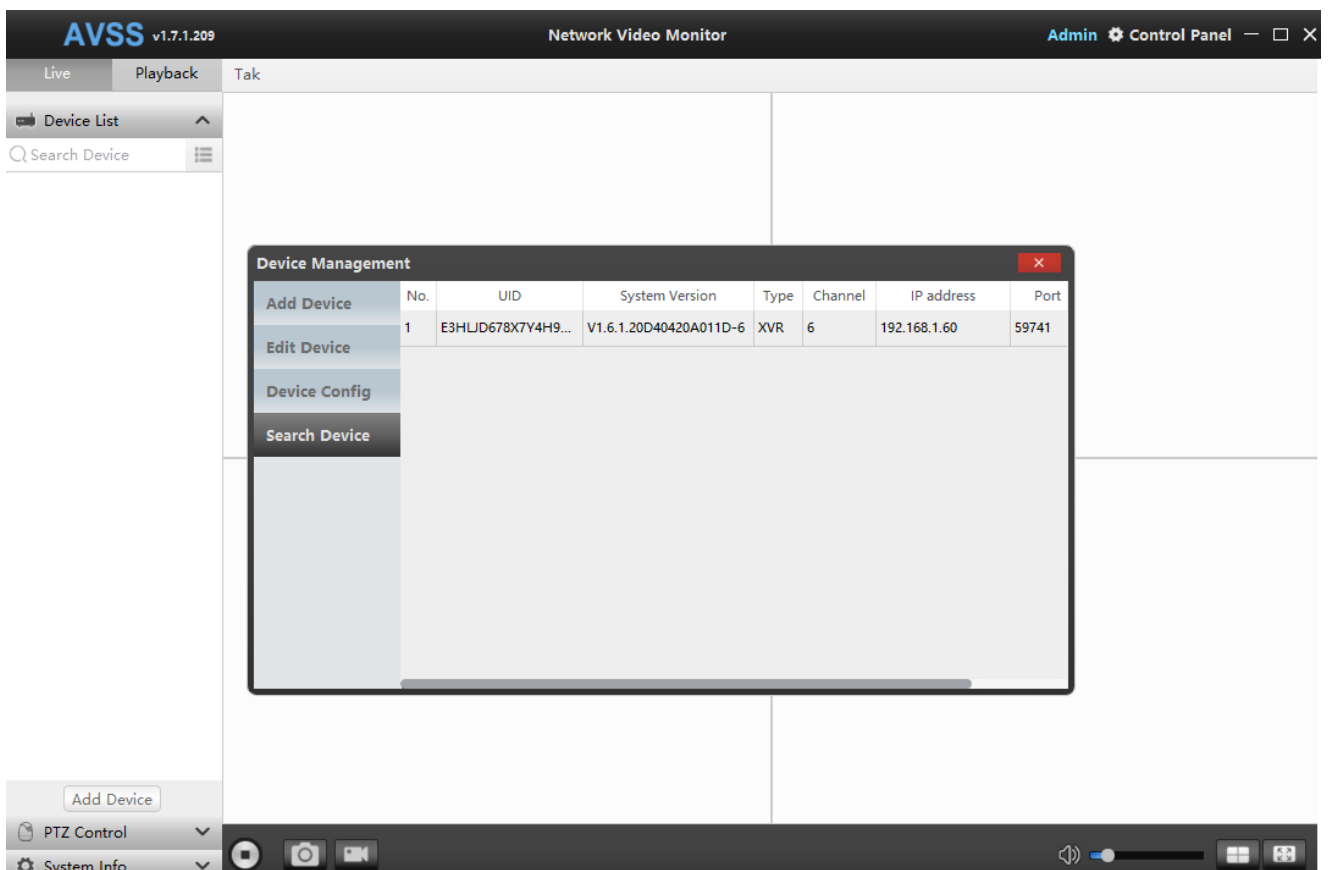 AVSS v1.7.1.209 Network Video Monitor Admin Control Panel
Live Playback Tak
Device List
Search Device
Device Management
Add Device
Edit Device
Device Config
Search Device
No. UID System Version Type Channel IP address Port
1 E3HLJD678X7Y4H9... V1.6.1.20D40420A011D-6 XVR 6 192.168.1.60 59741
Add Device
PTZ Control
System Info